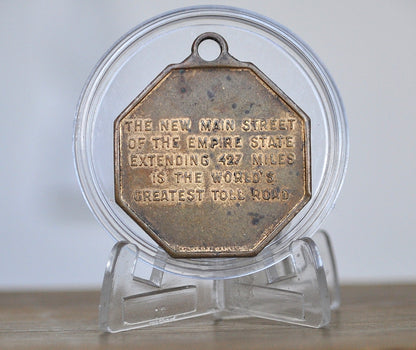 THE NEW MAIN STREET
OF THE EMPIRE STATE
EXTENDING 427 MILES
IS THE WORLD'S
GREATEST TOLL ROAD